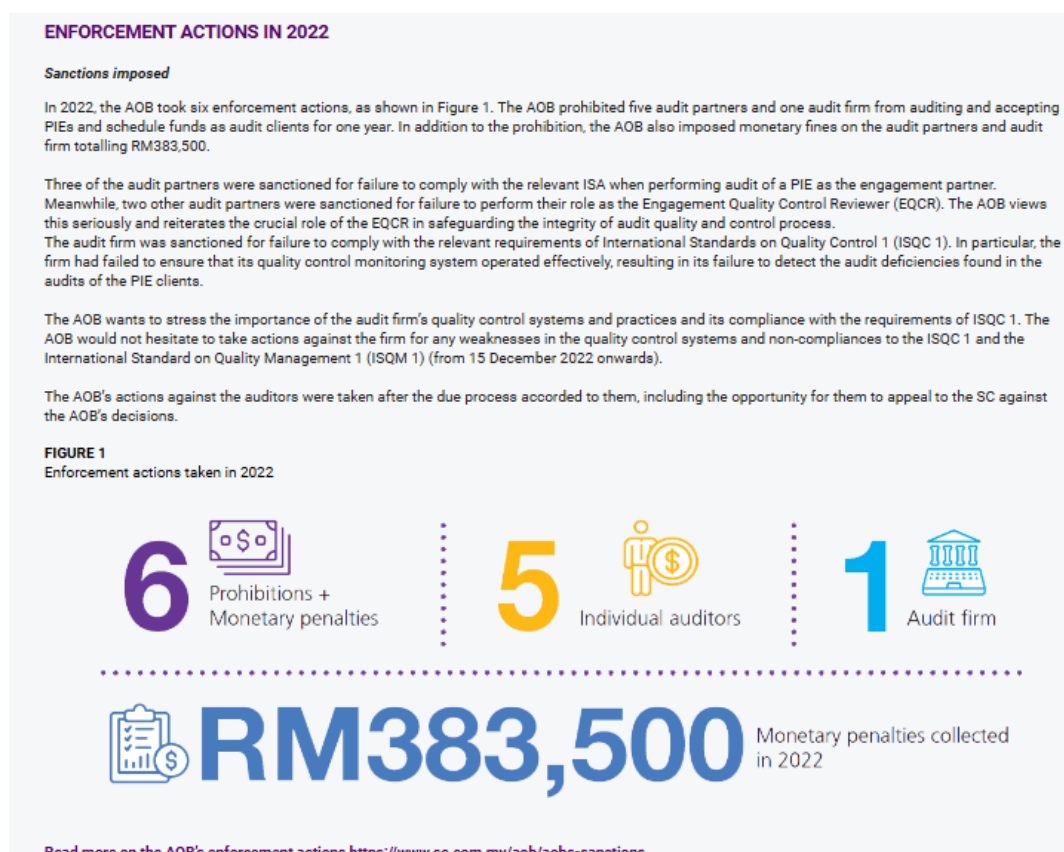 ENFORCEMENT ACTIONS IN 2022
Sanctions imposed
In 2022, the AOB took six enforcement actions, as shown in Figure 1. The AOB prohibited five audit partners and one audit firm from auditing and accepting
PIEs and schedule funds as audit clients for one year. In addition to the prohibition, the AOB also imposed monetary fines on the audit partners and audit
firm totalling RM383,500.
Three of the audit partners were sanctioned for failure to comply with the relevant ISA when performing audit of a PIE as the engagement partner.
Meanwhile, two other audit partners were sanctioned for failure to perform their role as the Engagement Quality Control Reviewer (EQCR). The AOB views
this seriously and reiterates the crucial role of the EQCR in safeguarding the integrity of audit quality and control process.
The audit firm was sanctioned for failure to comply with the relevant requirements of International Standards on Quality Control 1 (ISQC 1). In particular, the
firm had failed to ensure that its quality control monitoring system operated effectively, resulting in its failure to detect the audit deficiencies found in the
audits of the PIE clients.
The AOB wants to stress the importance of the audit firm's quality control systems and practices and its compliance with the requirements of ISQC 1. The
AOB would not hesitate to take actions against the firm for any weaknesses in the quality control systems and non-compliances to the ISQC 1 and the
International Standard on Quality Management 1 (ISQM 1) (from 15 December 2022 onwards).
The AOB's actions against the auditors were taken after the due process accorded to them, including the opportunity for them to appeal to the SC against
the AOB's decisions.
FIGURE 1
Enforcement actions taken in 2022
6
Prohibitions +
Monetary penalties
5
Individual auditors
1
Audit firm
RM383,500
Monetary penalties collected
in 2022
Read more on the AOB's enforcement actions https://www.sc.com.my/aob/aobs-sanctions